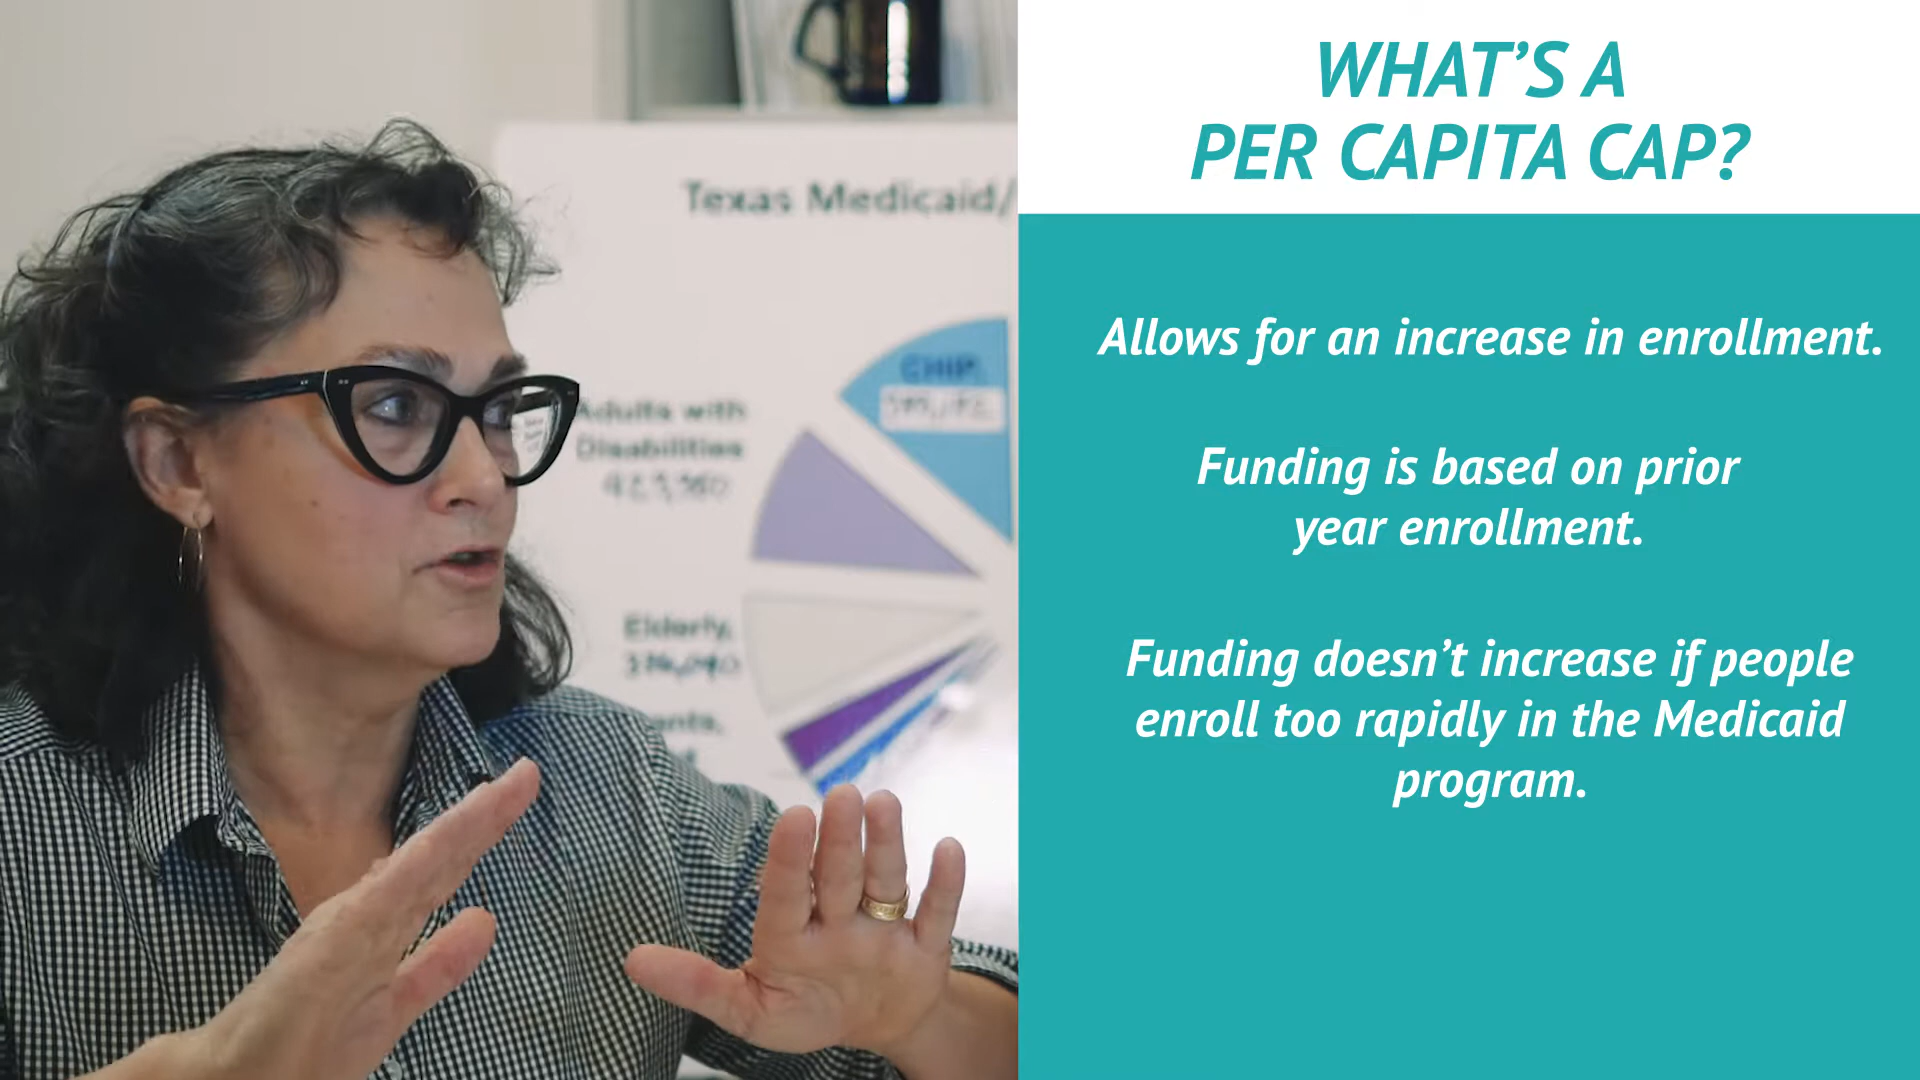 WHAT'S A
PER CAPITA CAP?
Allows for an increase in enrollment.
Funding is based on prior
year enrollment.
Funding doesn't increase if people
enroll too rapidly in the Medicaid
program.
Texas Medicaid/
CHIP,
Adults with
Disabilities
Elderly,